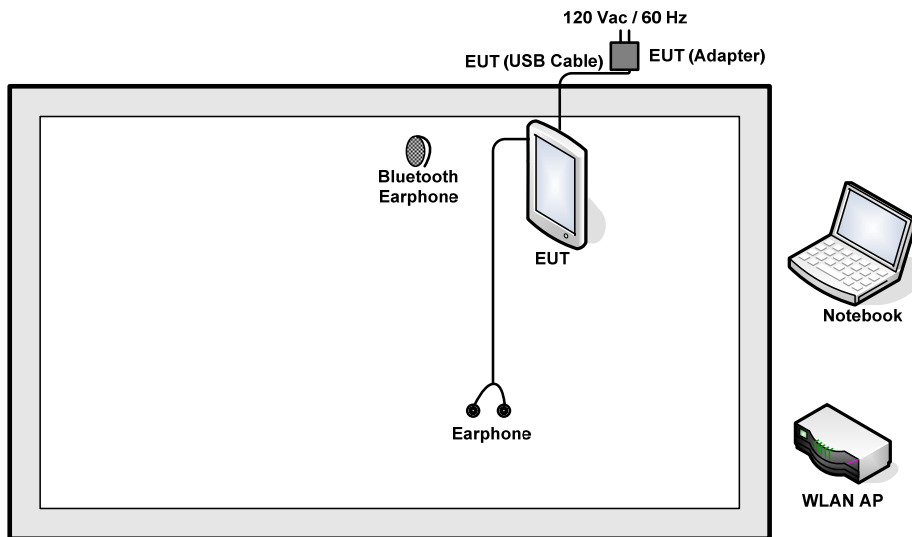 120 Vac / 60 Hz
EUT (USB Cable)
EUT (Adapter)
Bluetooth
Earphone
EUT
Notebook
Earphone
WLAN AP